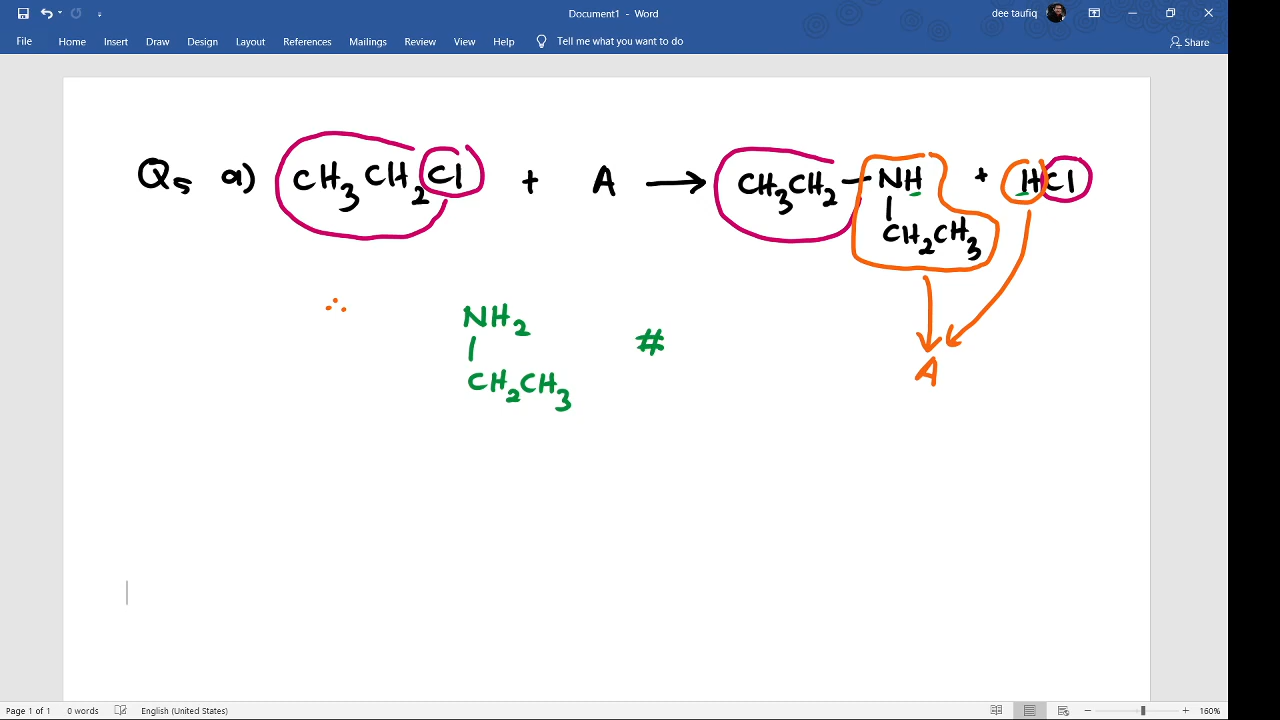 Document1 - Word
dee taufiq
File Home Insert Draw Design Layout References Mailings Review View Help Tell me what you want to do Share
Q5 a) CH3CH2Cl + A → CH3CH2 – NH + HCl
|
CH2CH3
∴ NH2 #
|
CH2CH3
A
Page 1 of 1 0 words English (United States) 160%